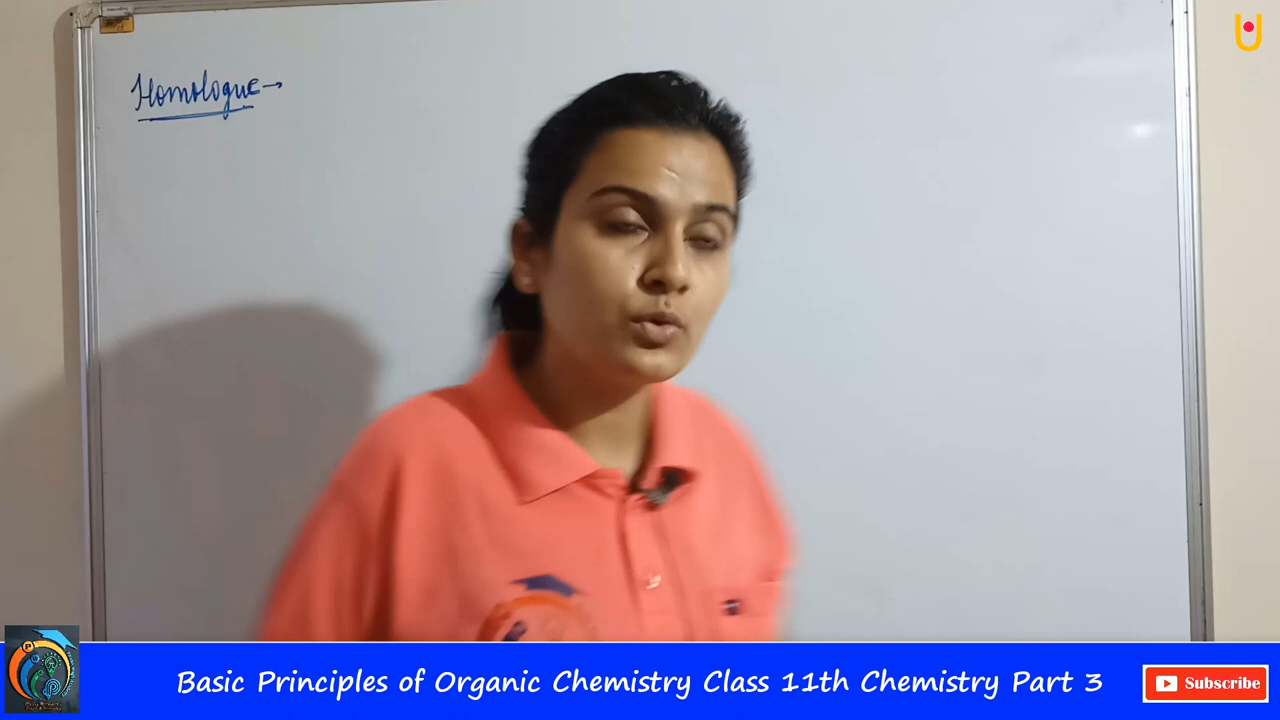 Homologue→
Basic Principles of Organic Chemistry Class 11th Chemistry Part 3
Subscribe